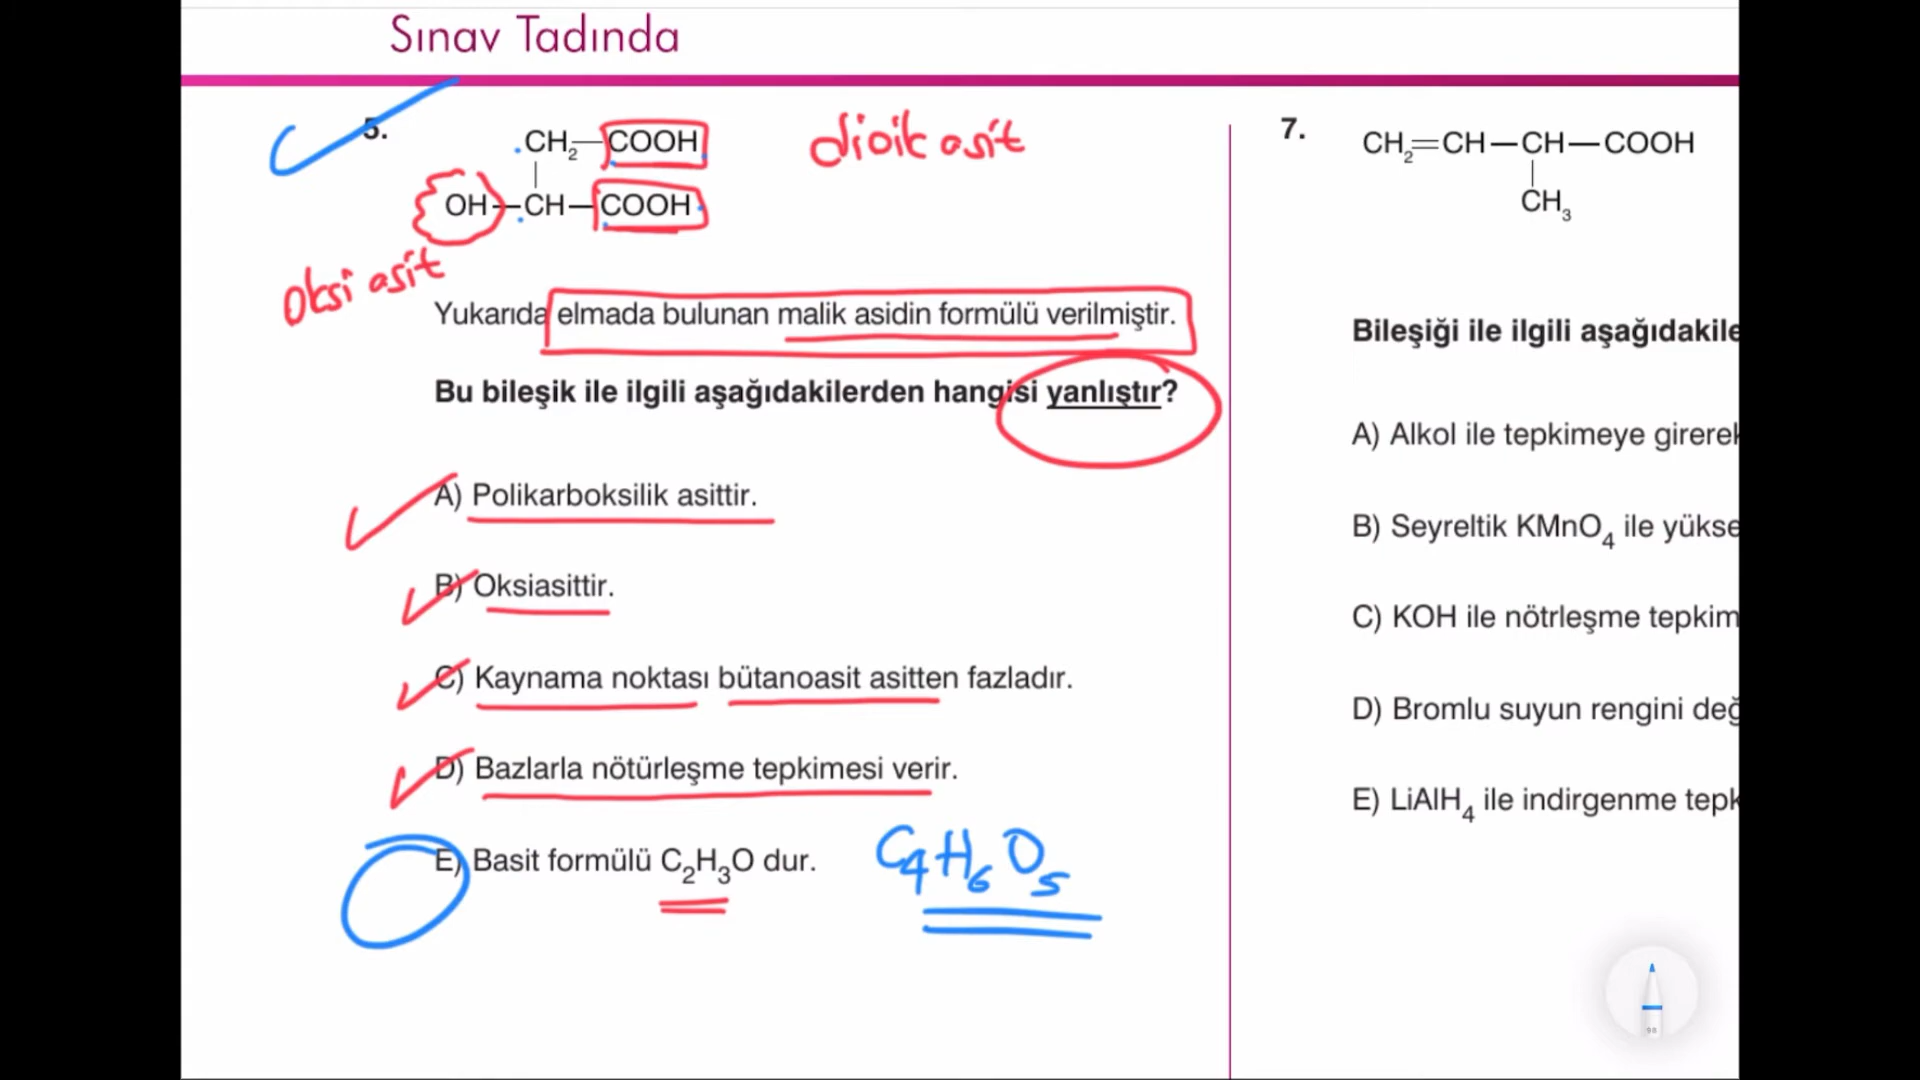 Sınav Tadında
5.
CH2—COOH
dioik asit
OH—CH—COOH
oksi asit
Yukarıda elmada bulunan malik asidin formülü verilmiştir.
Bu bileşik ile ilgili aşağıdakilerden hangisi yanlıştır?
A) Polikarboksilik asittir.
B) Oksiasittir.
C) Kaynama noktası bütanoasit asitten fazladır.
D) Bazlarla nötürleşme tepkimesi verir.
E) Basit formülü C2H3O dur.
C4H6O5
7.
CH2=CH—CH—COOH
CH3
Bileşiği ile ilgili aşağıdakile
A) Alkol ile tepkimeye girerek
B) Seyreltik KMnO4 ile yükse
C) KOH ile nötrleşme tepkim
D) Bromlu suyun rengini değ
E) LiAlH4 ile indirgenme tepk
98